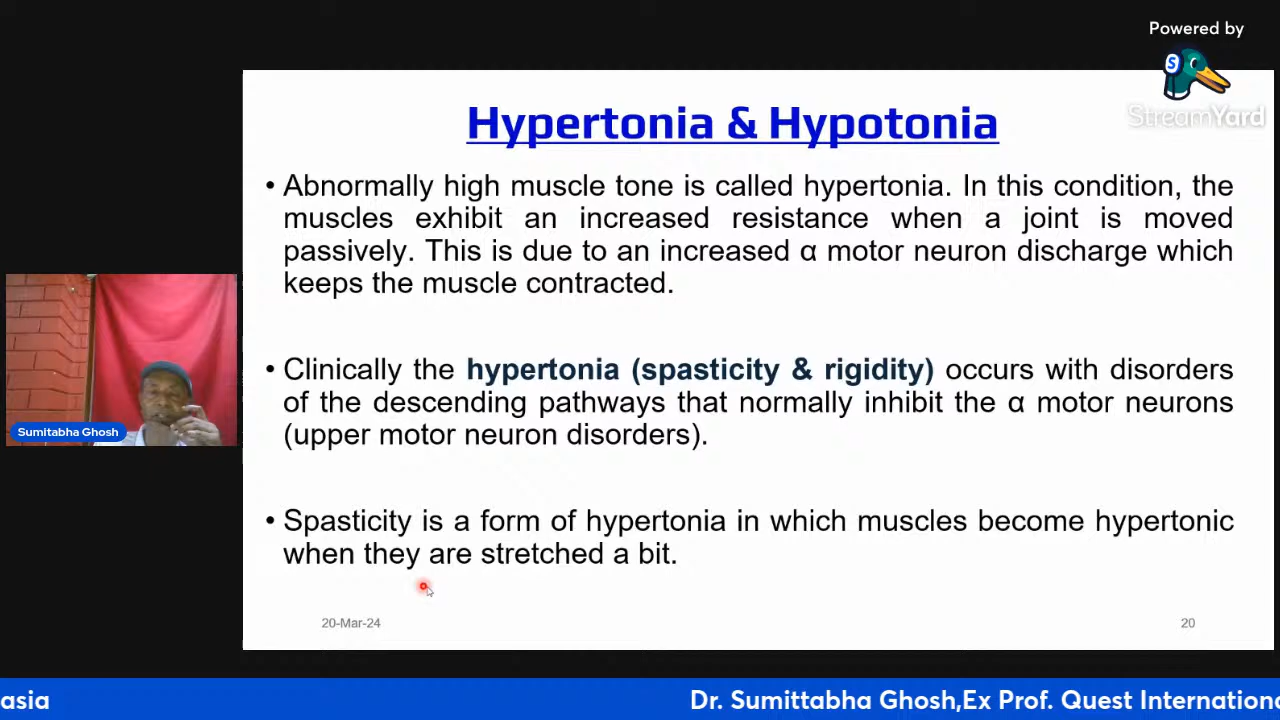 Powered by
StreamYard
Hypertonia & Hypotonia
• Abnormally high muscle tone is called hypertonia. In this condition, the
muscles exhibit an increased resistance when a joint is moved
passively. This is due to an increased α motor neuron discharge which
keeps the muscle contracted.
• Clinically the hypertonia (spasticity & rigidity) occurs with disorders
of the descending pathways that normally inhibit the α motor neurons
(upper motor neuron disorders).
• Spasticity is a form of hypertonia in which muscles become hypertonic
when they are stretched a bit.
20-Mar-24
20
Sumitabha Ghosh
asia
Dr. Sumittabha Ghosh,Ex Prof. Quest Internationa